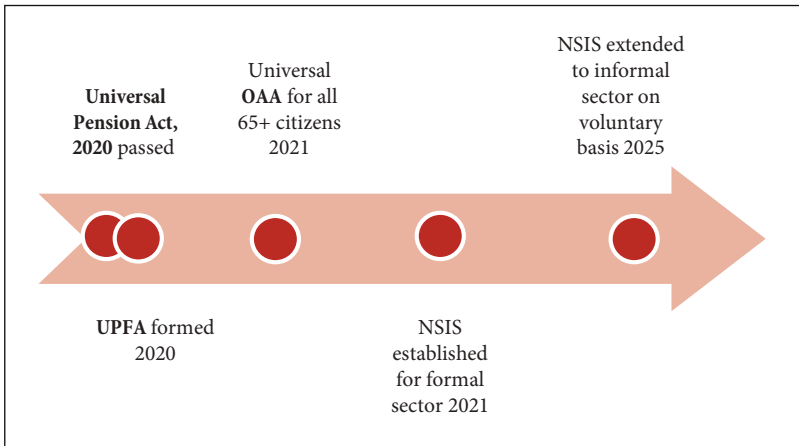 Universal
Pension Act,
2020 passed
Universal
OAA for all
65+ citizens
2021
NSIS extended
to informal
sector on
voluntary
basis 2025
UPFA formed
2020
NSIS
established
for formal
sector 2021